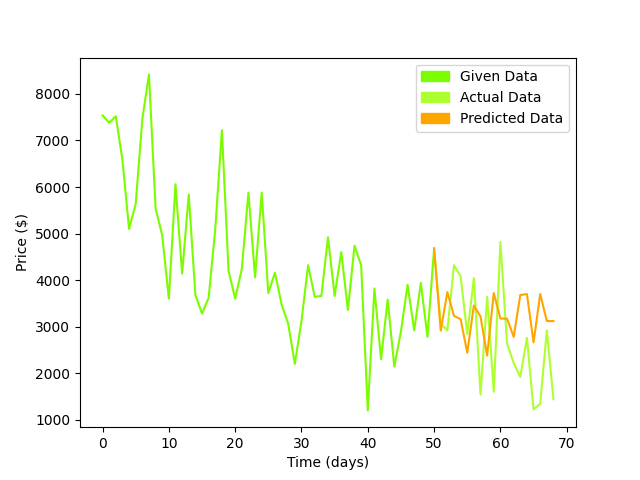 Given Data
Actual Data
Predicted Data
8000
7000
6000
5000
4000
3000
2000
1000
Price ($)
0 10 20 30 40 50 60 70
Time (days)